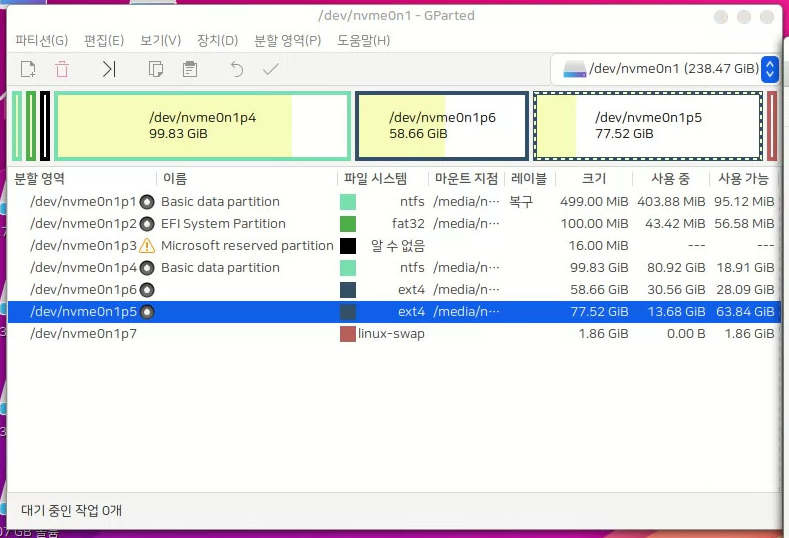 /dev/nvme0n1 - GParted
파티션(G) 편집(E) 보기(V) 장치(D) 분할 영역(P) 도움말(H)
/dev/nvme0n1 (238.47 GiB)
/dev/nvme0n1p4 /dev/nvme0n1p6 /dev/nvme0n1p5
99.83 GiB 58.66 GiB 77.52 GiB
분할 영역 이름 파일 시스템 마운트 지점 레이블 크기 사용 중 사용 가능
/dev/nvme0n1p1 Basic data partition ntfs /media/n··· 복구 499.00 MiB 403.88 MiB 95.12 MiB
/dev/nvme0n1p2 EFI System Partition fat32 /media/n··· 100.00 MiB 43.42 MiB 56.58 MiB
/dev/nvme0n1p3 Microsoft reserved partition 알 수 없음 16.00 MiB --- ---
/dev/nvme0n1p4 Basic data partition ntfs /media/n··· 99.83 GiB 80.92 GiB 18.91 GiB
/dev/nvme0n1p6 ext4 /media/n··· 58.66 GiB 30.56 GiB 28.09 GiB
/dev/nvme0n1p5 ext4 /media/n··· 77.52 GiB 13.68 GiB 63.84 GiB
/dev/nvme0n1p7 linux-swap 1.86 GiB 0.00 B 1.86 GiB
대기 중인 작업 0개